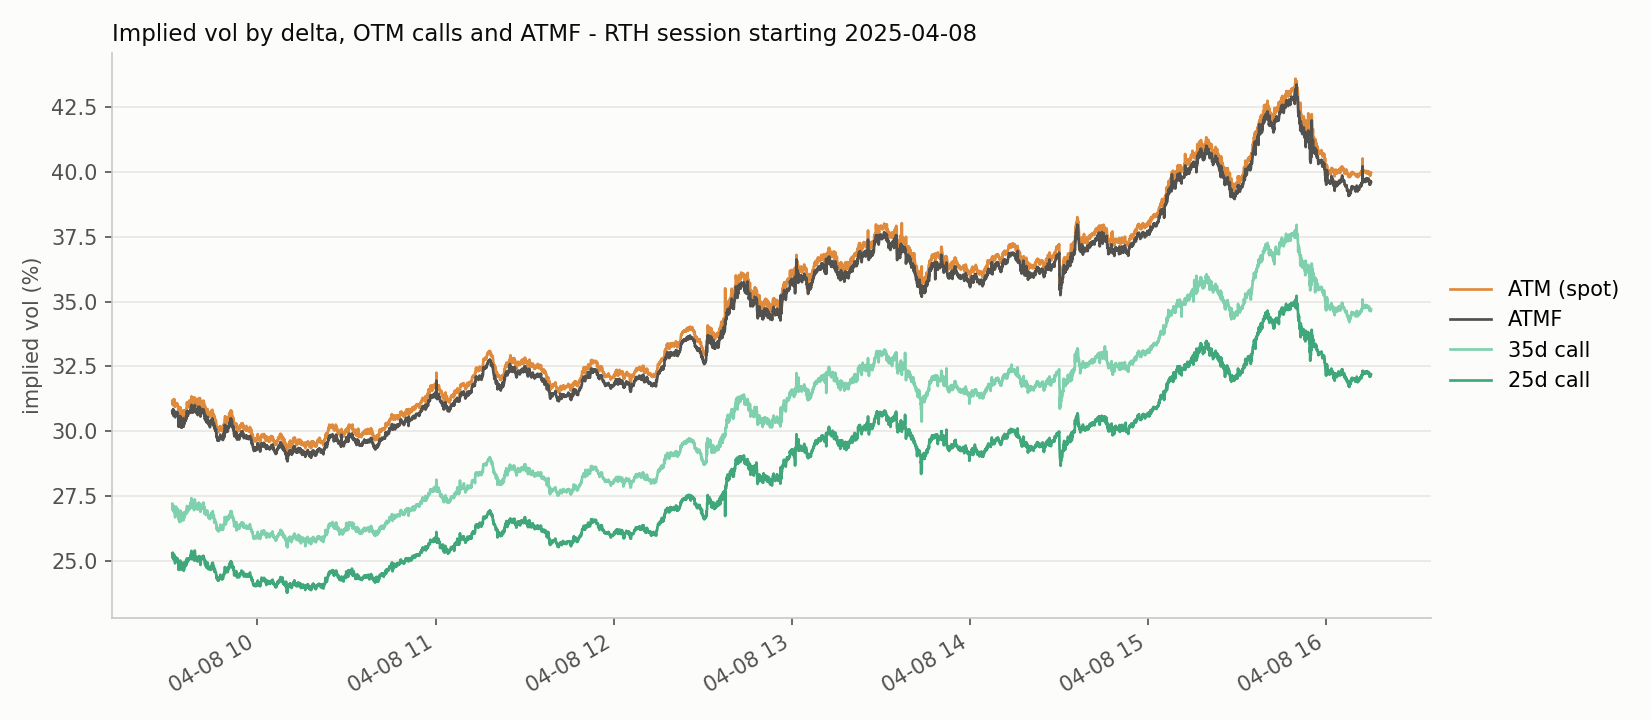 Implied vol by delta, OTM calls and ATMF - RTH session starting 2025-04-08
implied vol (%)
42.5
40.0
37.5
35.0
32.5
30.0
27.5
25.0
04-08 10
04-08 11
04-08 12
04-08 13
04-08 14
04-08 15
04-08 16
ATM (spot)
ATMF
35d call
25d call